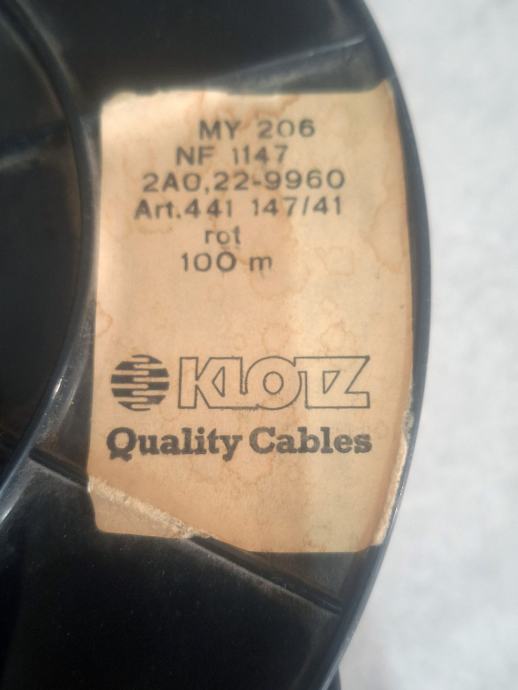 MY 206
NF 1147
2A0,22-9960
Art.441 147/41
rot
100 m
KLOTZ
Quality Cables